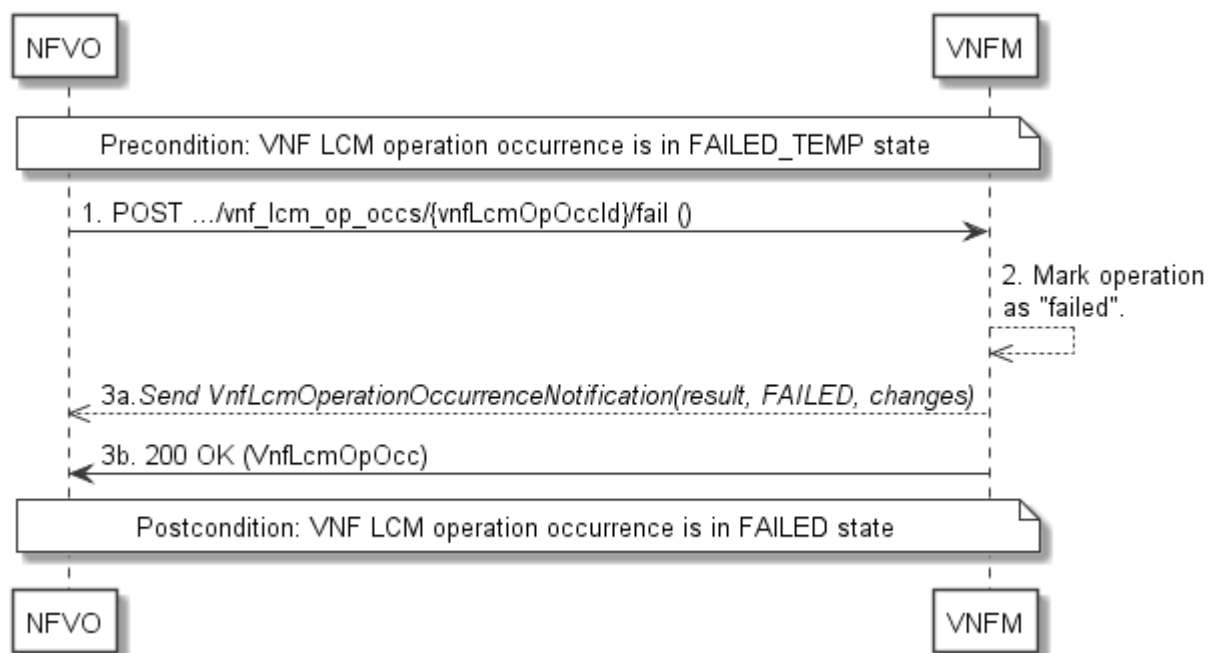 NFVO
VNFM
Precondition: VNF LCM operation occurrence is in FAILED_TEMP state
1. POST .../vnf_lcm_op_occs/{vnfLcmOpOccId}/fail ()
2. Mark operation
as "failed".
3a.Send VnfLcmOperationOccurrenceNotification(result, FAILED, changes)
3b. 200 OK (VnfLcmOpOcc)
Postcondition: VNF LCM operation occurrence is in FAILED state
NFVO
VNFM